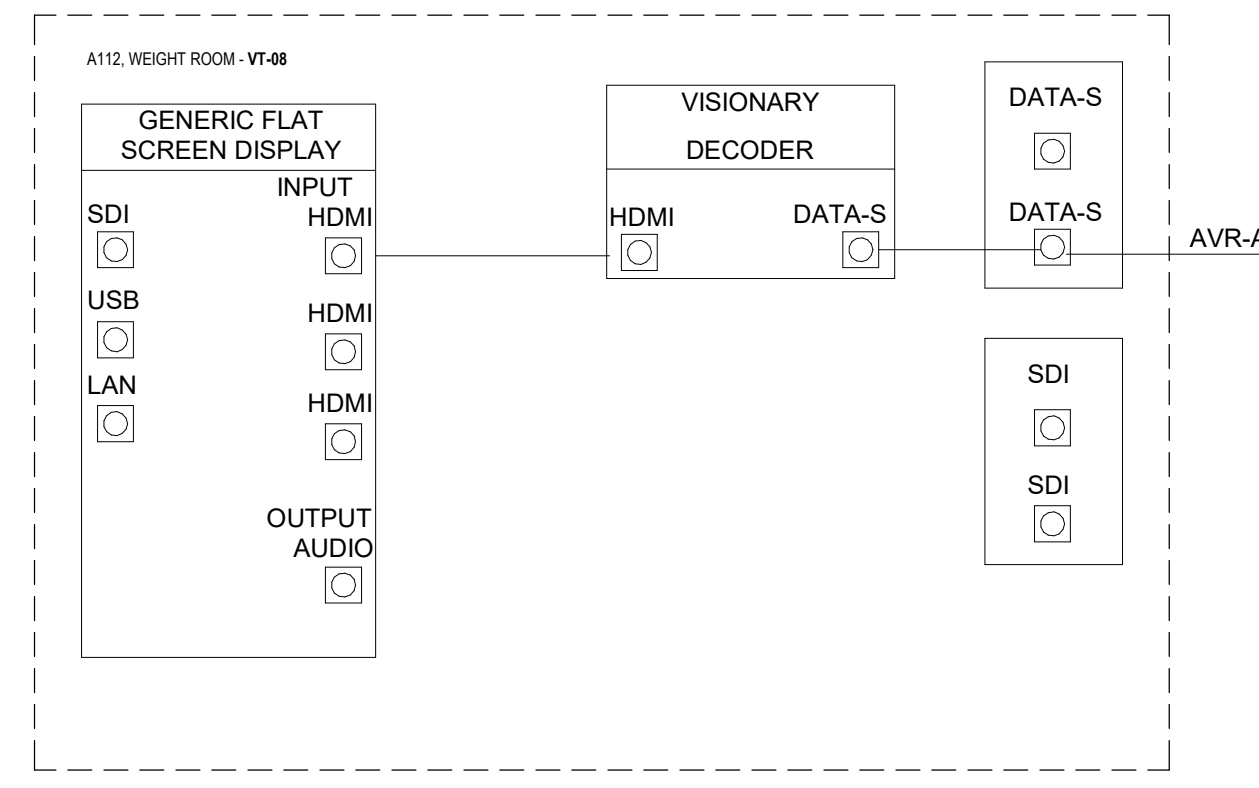 A112, WEIGHT ROOM - VT-08
GENERIC FLAT
SCREEN DISPLAY
INPUT
SDI
HDMI
USB
HDMI
LAN
HDMI
OUTPUT
AUDIO
VISIONARY
DECODER
HDMI
DATA-S
DATA-S
DATA-S
SDI
SDI
AVR-A